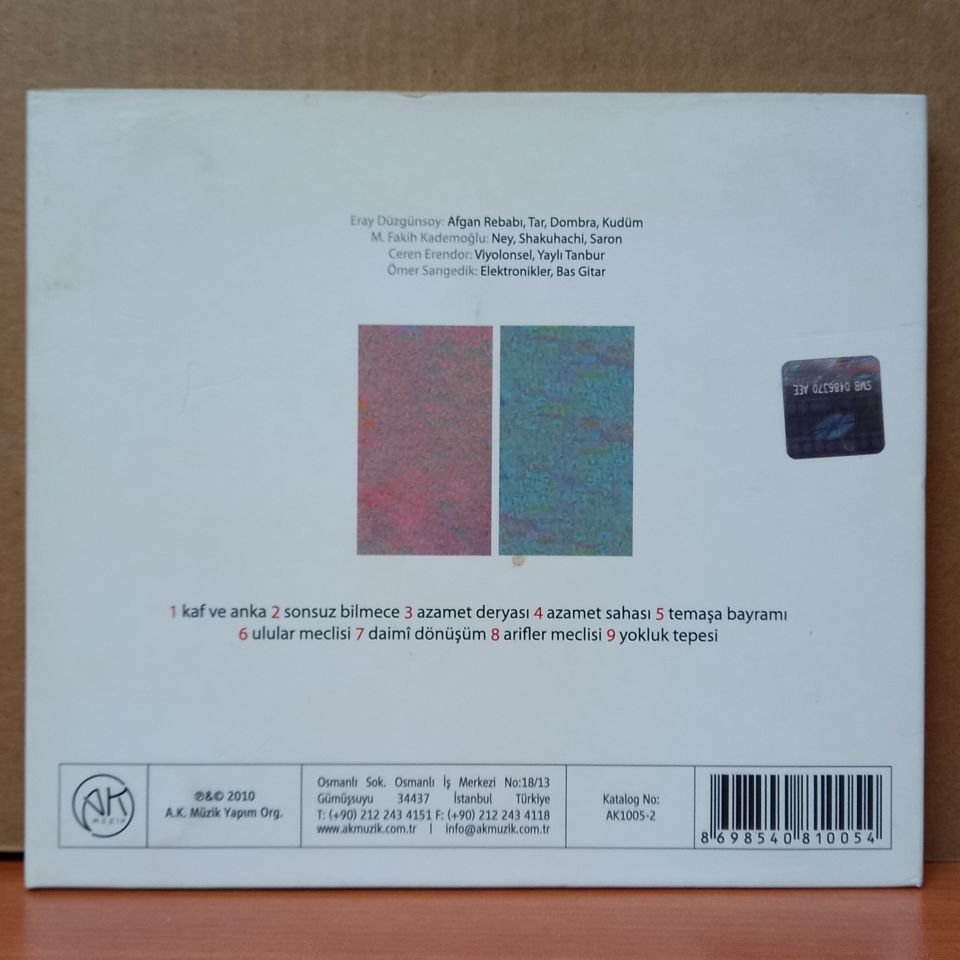 Eray Düzgünsoy: Afgan Rebabı, Tar, Dombra, Kudüm
M. Fakih Kademoğlu: Ney, Shakuhachi, Saron
Ceren Erendor: Viyolonsel, Yaylı Tanbur
Ömer Sarıgedik: Elektronikler, Bas Gitar
SWB 0486370 AEE
1 kaf ve anka 2 sonsuz bilmece 3 azamet deryası 4 azamet sahası 5 temaşa bayramı
6 ulular meclisi 7 daimî dönüşüm 8 arifler meclisi 9 yokluk tepesi
AK
müzik
℗&© 2010
A.K. Müzik Yapım Org.
Osmanlı Sok. Osmanlı İş Merkezi No:18/13
Gümüşsuyu 34437 İstanbul Türkiye
T: (+90) 212 243 4151 F: (+90) 212 243 4118
www.akmuzik.com.tr | info@akmuzik.com.tr
Katalog No:
AK1005-2
8 698540 810054